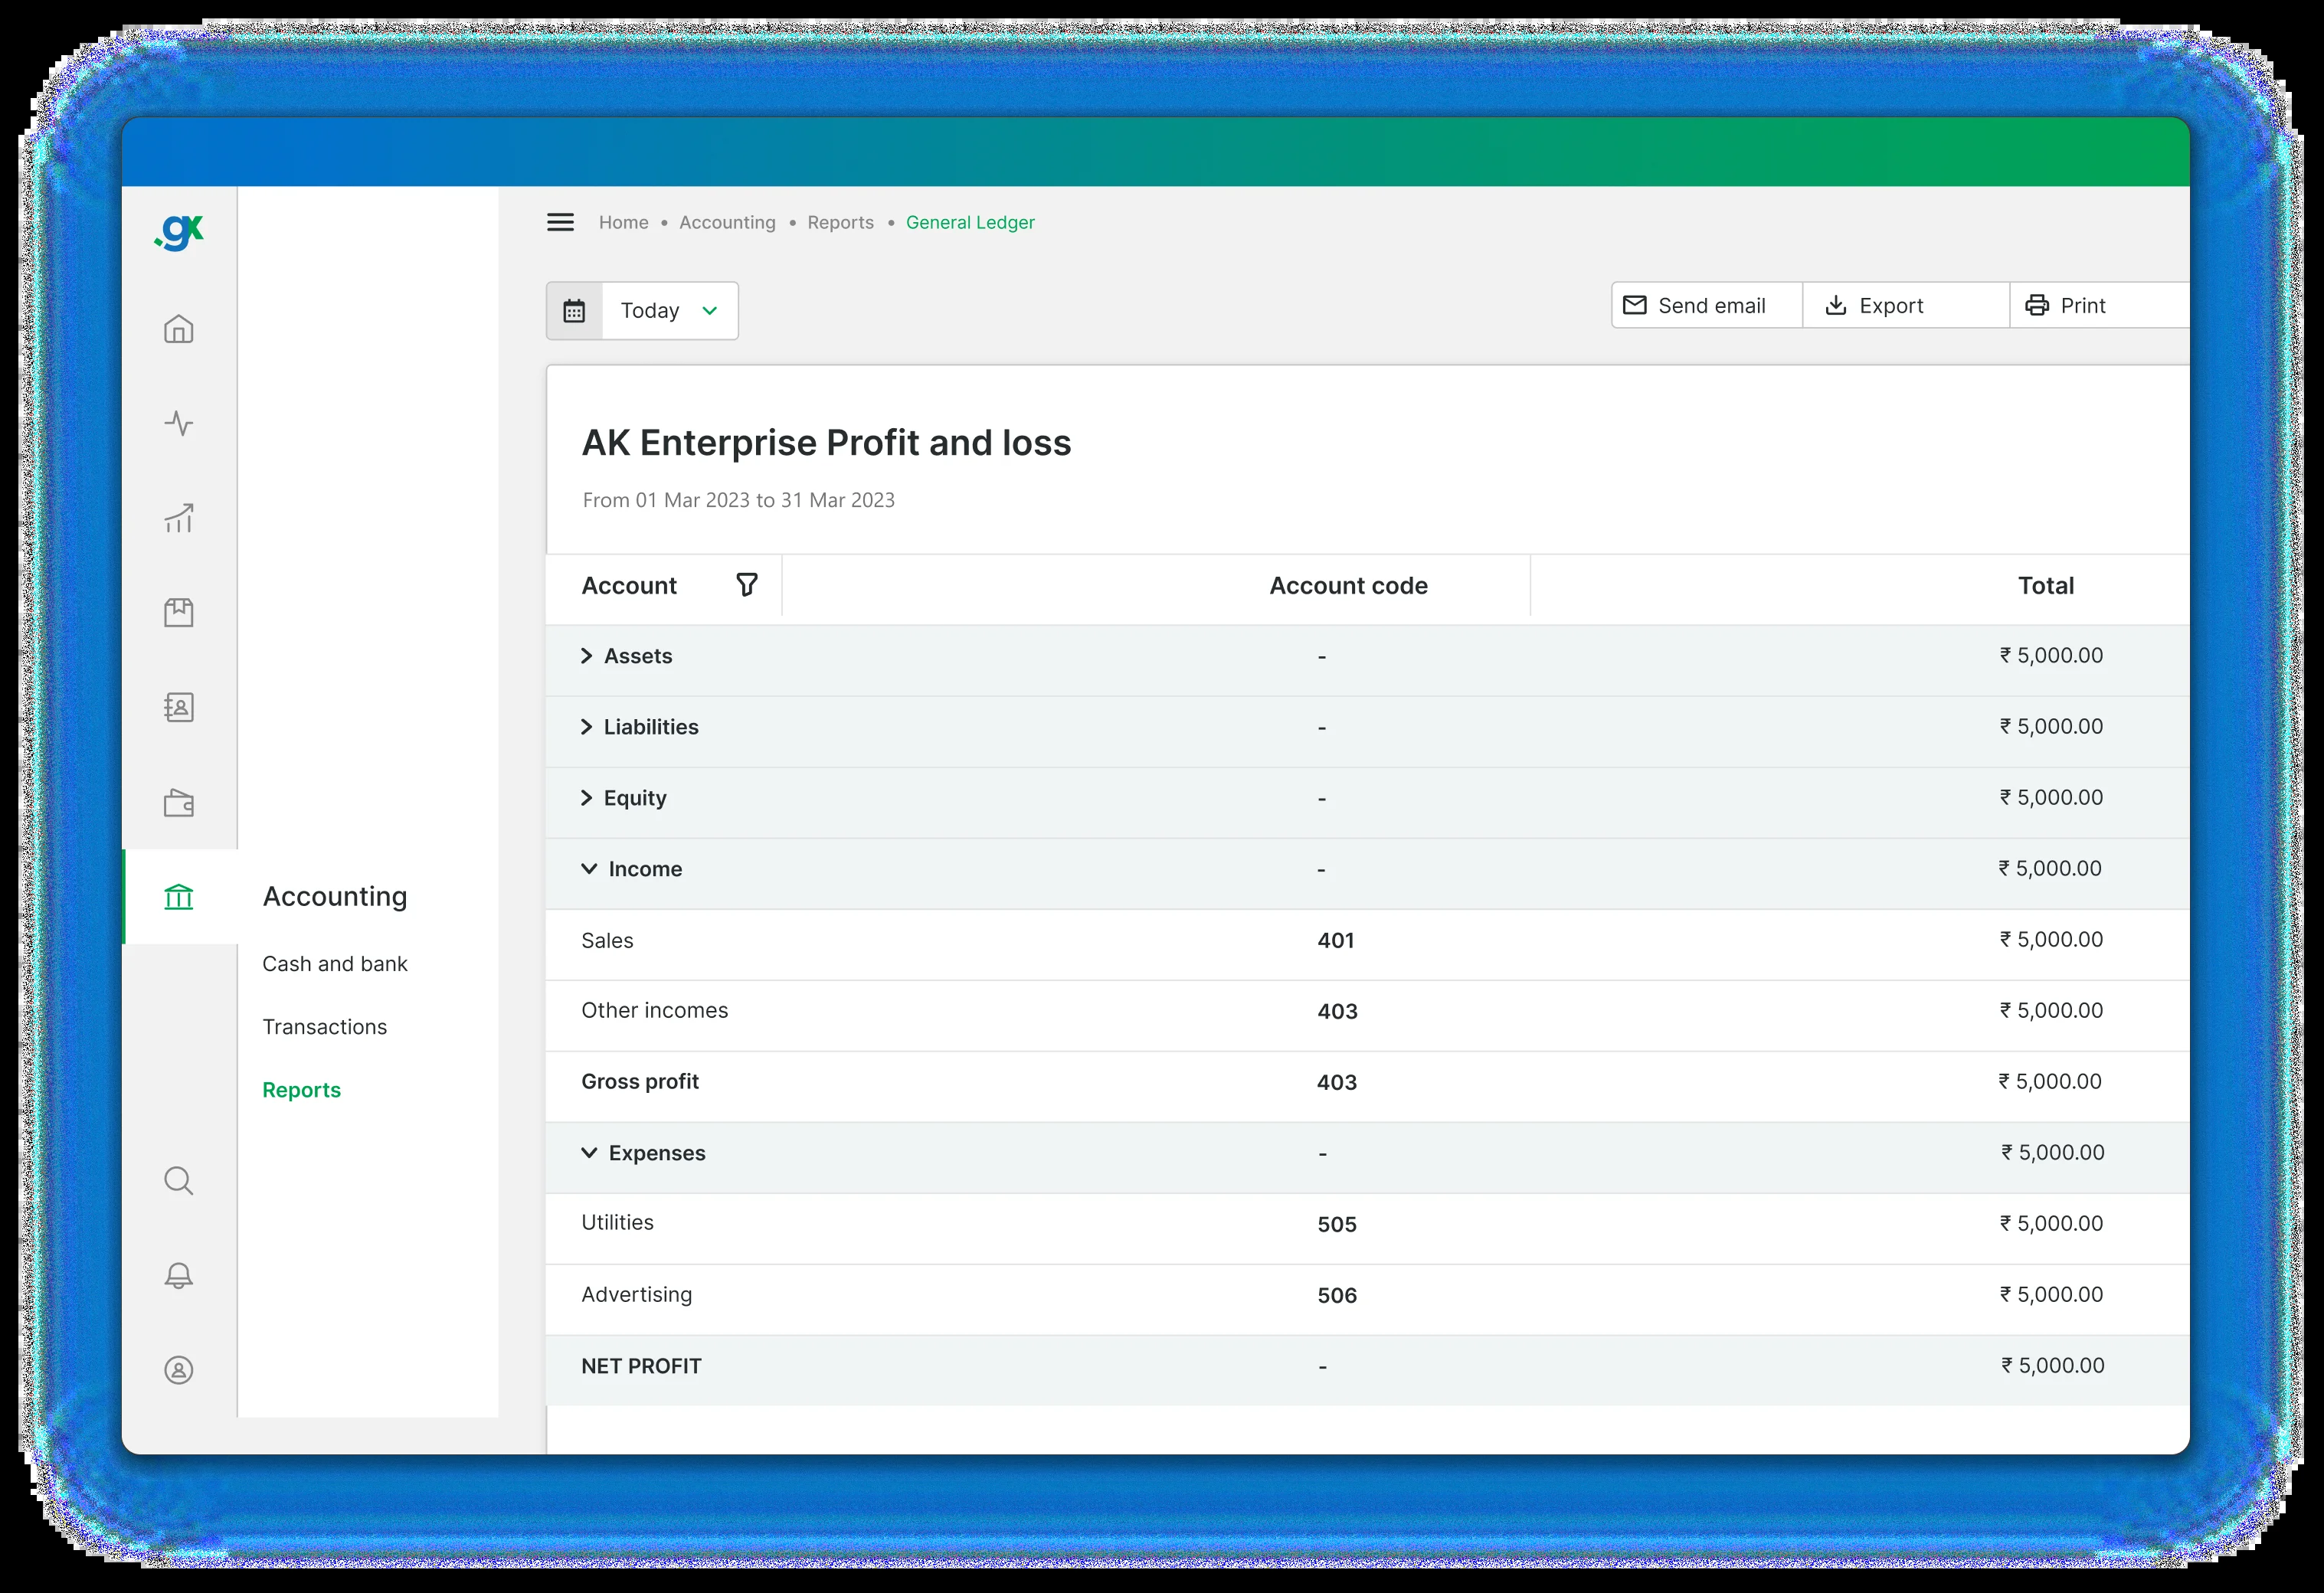 .gx
Home • Accounting • Reports • General Ledger
Today
Send email Export Print
AK Enterprise Profit and loss
From 01 Mar 2023 to 31 Mar 2023
Account Account code Total
Assets - ₹ 5,000.00
Liabilities - ₹ 5,000.00
Equity - ₹ 5,000.00
Income - ₹ 5,000.00
Sales 401 ₹ 5,000.00
Other incomes 403 ₹ 5,000.00
Gross profit 403 ₹ 5,000.00
Expenses - ₹ 5,000.00
Utilities 505 ₹ 5,000.00
Advertising 506 ₹ 5,000.00
NET PROFIT - ₹ 5,000.00
Accounting
Cash and bank
Transactions
Reports